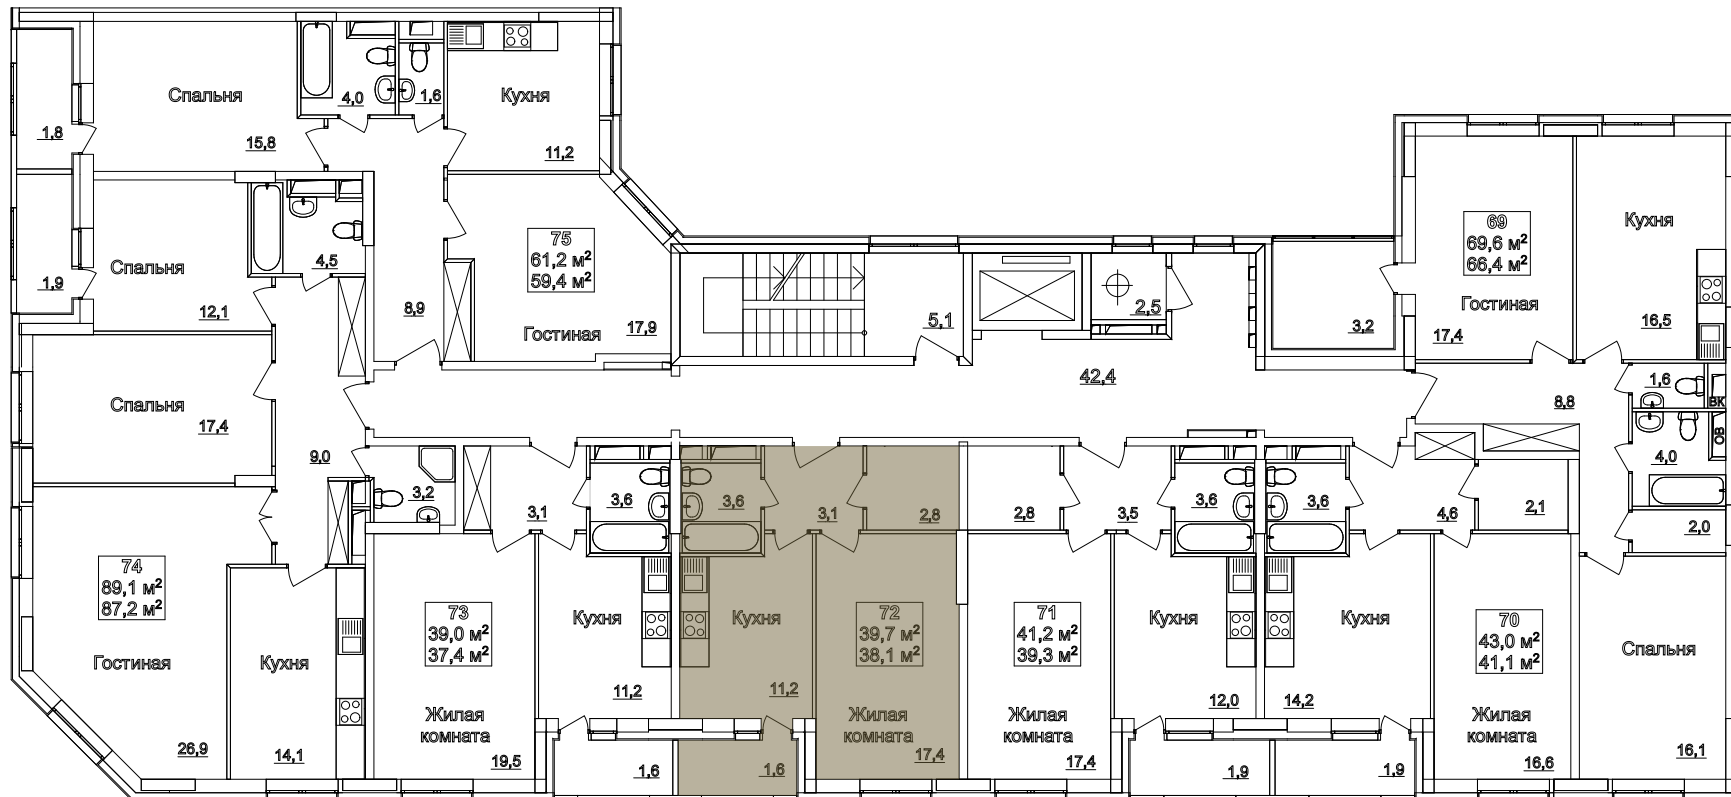 Спальня
15,8
1,8
4,0
1,6
Кухня
11,2
Спальня
12,1
1,9
4,5
8,9
75
61,2 м²
59,4 м²
Гостиная
17,9
5,1
2,5
42,4
3,2
69
69,6 м²
66,4 м²
Гостиная
17,4
Кухня
16,5
1,6
ВК
8,8
ОВ
4,0
2,0
Спальня
17,4
9,0
3,2
3,1
3,6
3,6
3,1
2,8
2,8
3,5
3,6
3,6
4,6
2,1
74
89,1 м²
87,2 м²
Гостиная
26,9
Кухня
14,1
73
39,0 м²
37,4 м²
Жилая
комната
19,5
Кухня
11,2
1,6
Кухня
11,2
1,6
72
39,7 м²
38,1 м²
Жилая
комната
17,4
71
41,2 м²
39,3 м²
Жилая
комната
17,4
Кухня
12,0
1,9
Кухня
14,2
1,9
70
43,0 м²
41,1 м²
Жилая
комната
16,6
Спальня
16,1